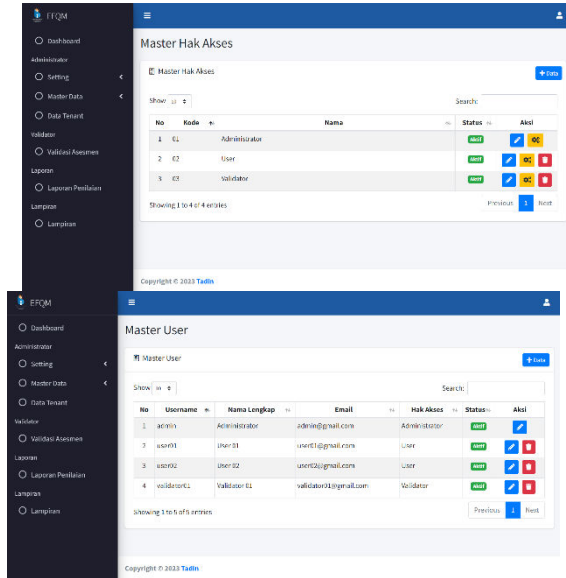 EFQM
Dashboard
Administrator
Setting
Master Data
Data Tenant
Validator
Validasi Asesmen
Laporan
Laporan Penilaian
Lampiran
Lampiran
Master Hak Akses
Master Hak Akses
+ Data
Show 10
Search:
No Kode Nama Status Aksi
1 01 Administrator Aktif
2 02 User Aktif
3 03 Validator Aktif
Showing 1 to 4 of 4 entries
Previous 1 Next
Copyright © 2023 Tadin
EFQM
Dashboard
Administrator
Setting
Master Data
Data Tenant
Validator
Validasi Asesmen
Laporan
Laporan Penilaian
Lampiran
Lampiran
Master User
Master User
+ Data
Show 10
Search:
No Username Nama Lengkap Email Hak Akses Status Aksi
1 admin Administrator admin@gmail.com Administrator Aktif
2 user01 User 01 user01@gmail.com User Aktif
3 user02 User 02 user02@gmail.com User Aktif
4 validator01 Validator 01 validator01@gmail.com Validator Aktif
Showing 1 to 5 of 5 entries
Previous 1 Next
Copyright © 2023 Tadin